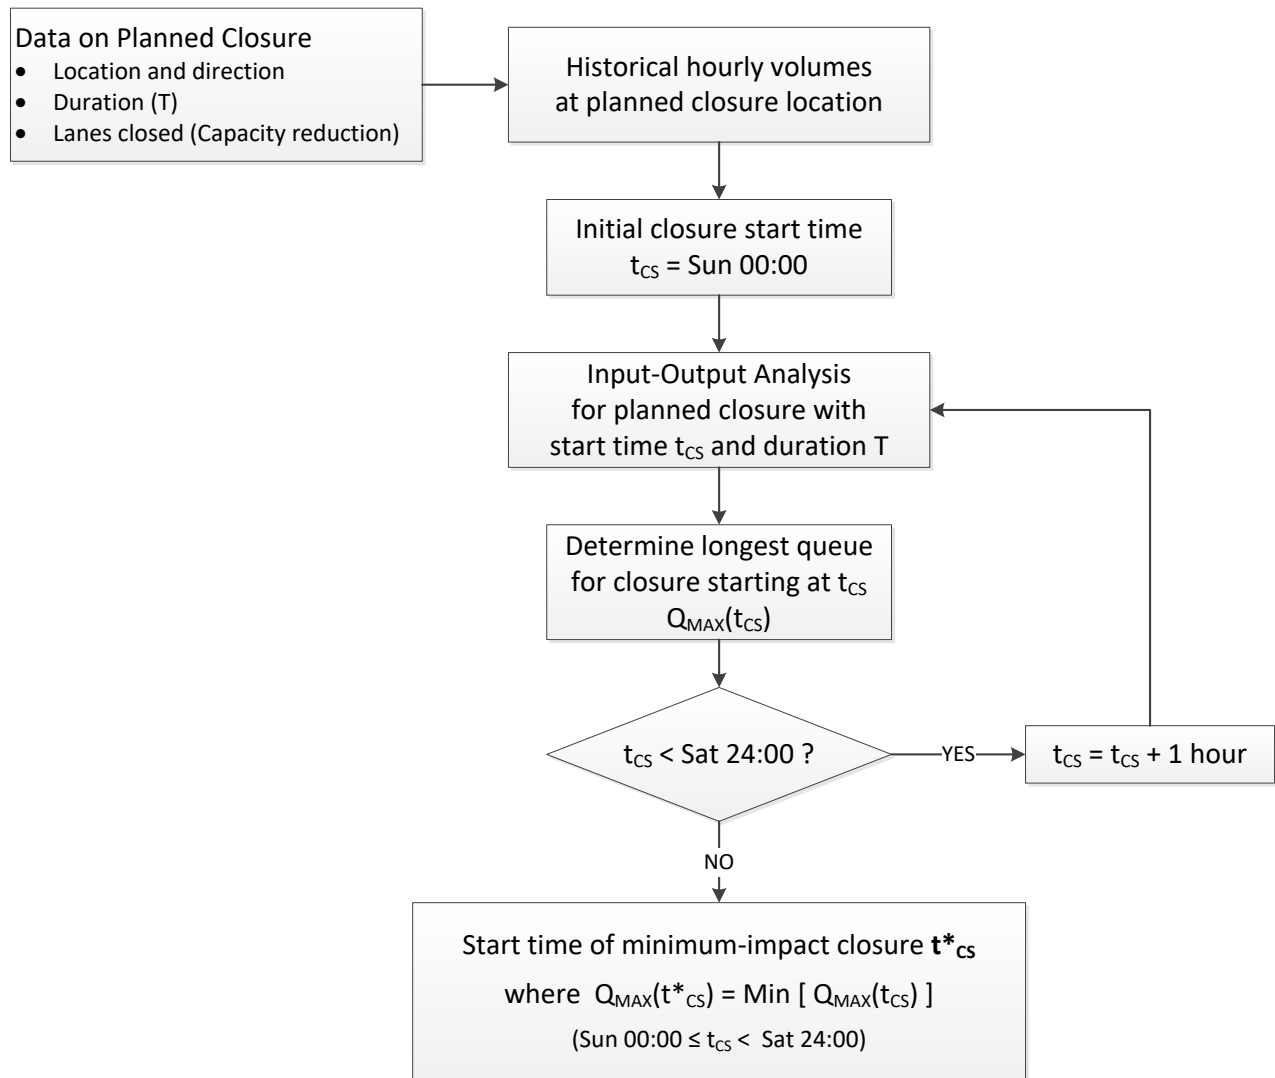 Data on Planned Closure
• Location and direction
• Duration (T)
• Lanes closed (Capacity reduction)
Historical hourly volumes
at planned closure location
Initial closure start time
tCS = Sun 00:00
Input-Output Analysis
for planned closure with
start time tCS and duration T
Determine longest queue
for closure starting at tCS
QMAX(tCS)
tCS < Sat 24:00 ?
YES
tCS = tCS + 1 hour
NO
Start time of minimum-impact closure t*CS
where QMAX(t*CS) = Min [ QMAX(tCS) ]
(Sun 00:00 ≤ tCS < Sat 24:00)